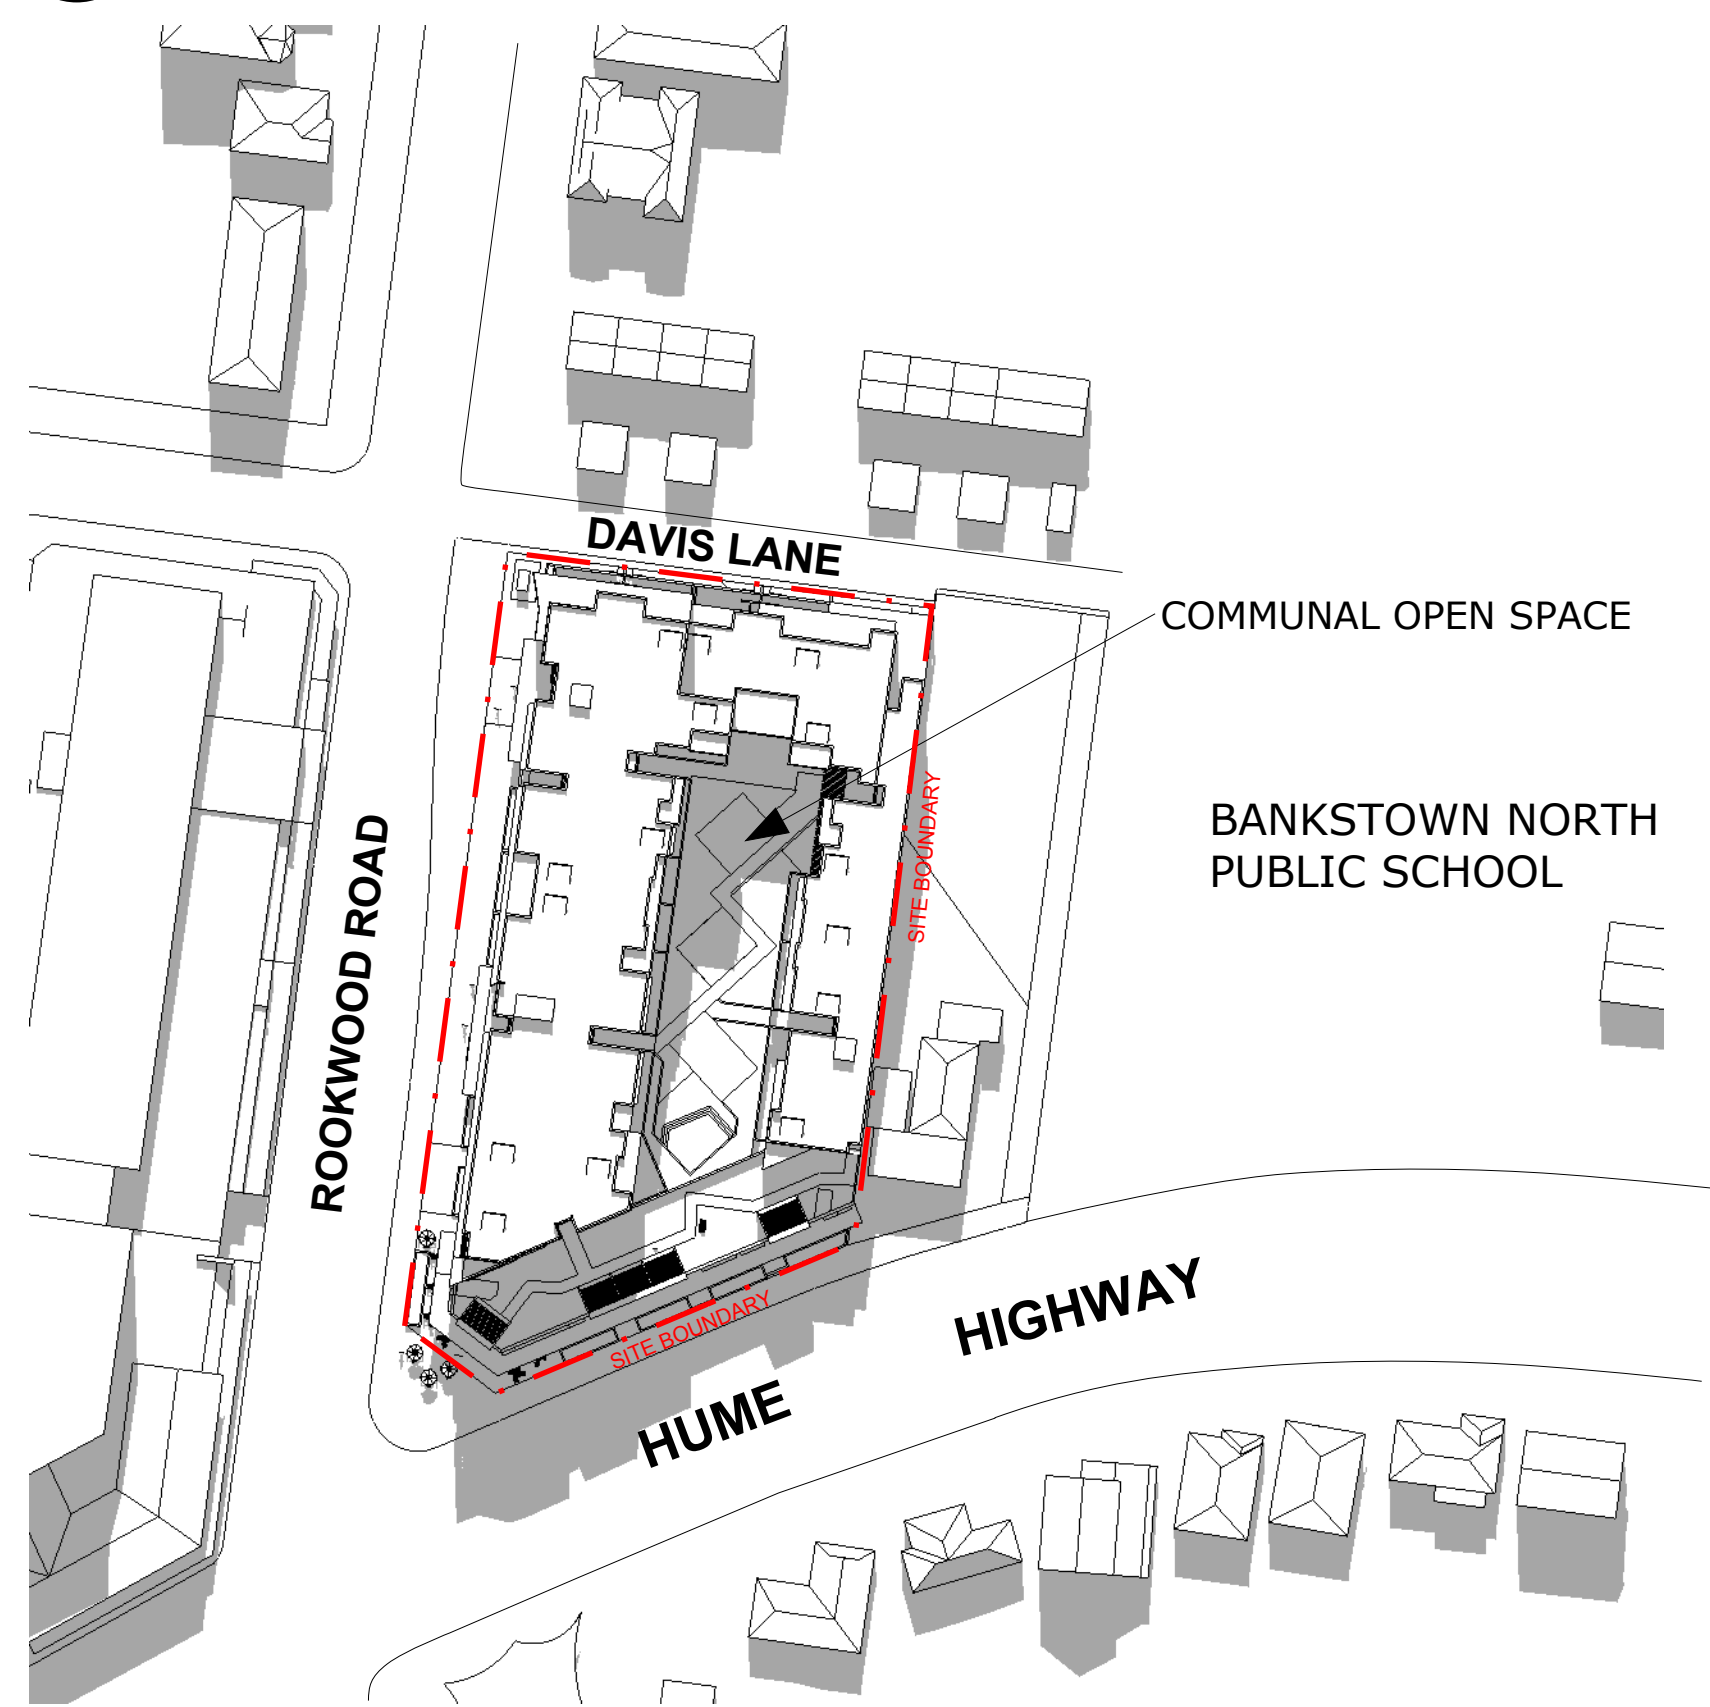 DAVIS LANE
COMMUNAL OPEN SPACE
SITE BOUNDARY
BANKSTOWN NORTH
PUBLIC SCHOOL
ROOKWOOD ROAD
SITE BOUNDARY
HUME HIGHWAY